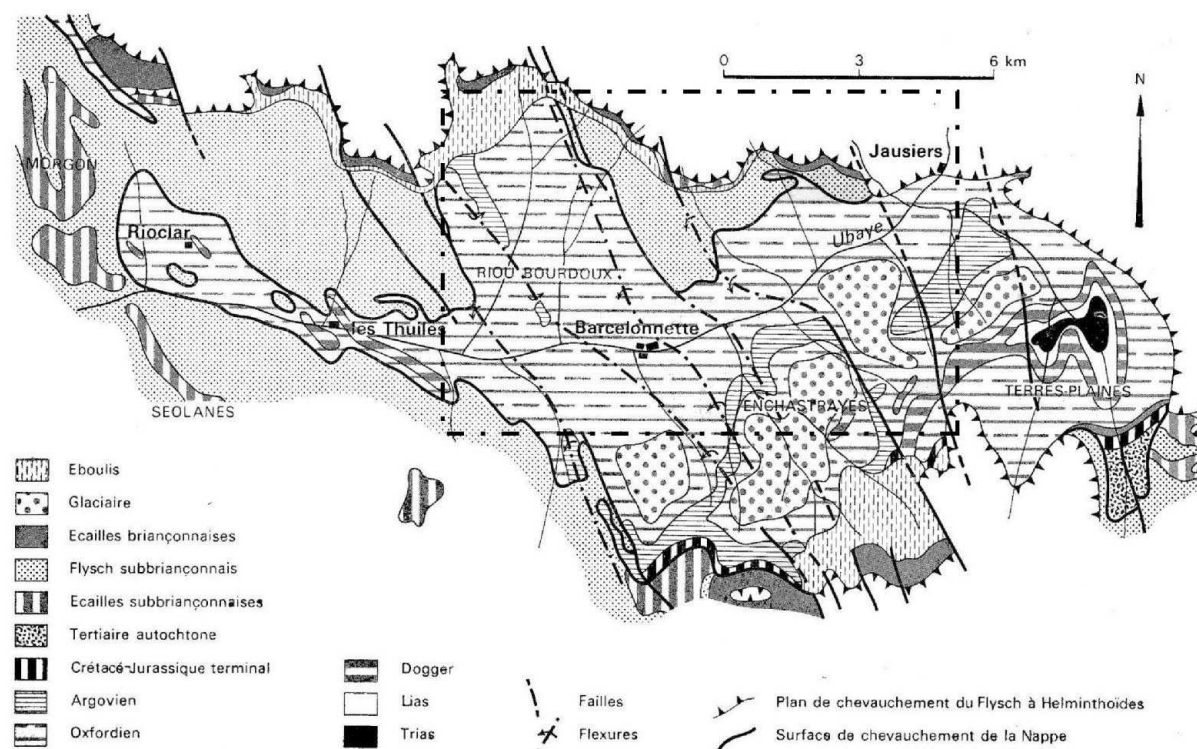 0 3 6 km
N
Jausiers
MORGON
Ubaye
Rioclar
RIOU BOURDOUX
les Thuiles
Barcelonnette
TERRES-PLAINES
ENCHASTRAYES
SEOLANES
Eboulis
Glaciaire
Ecailles briançonnaises
Flysch subbriançonnais
Ecailles subbriançonnaises
Tertiaire autochtone
Crétacé-Jurassique terminal
Argovien
Oxfordien
Dogger
Lias
Trias
Failles
Flexures
Plan de chevauchement du Flysch à Helminthoïdes
Surface de chevauchement de la Nappe